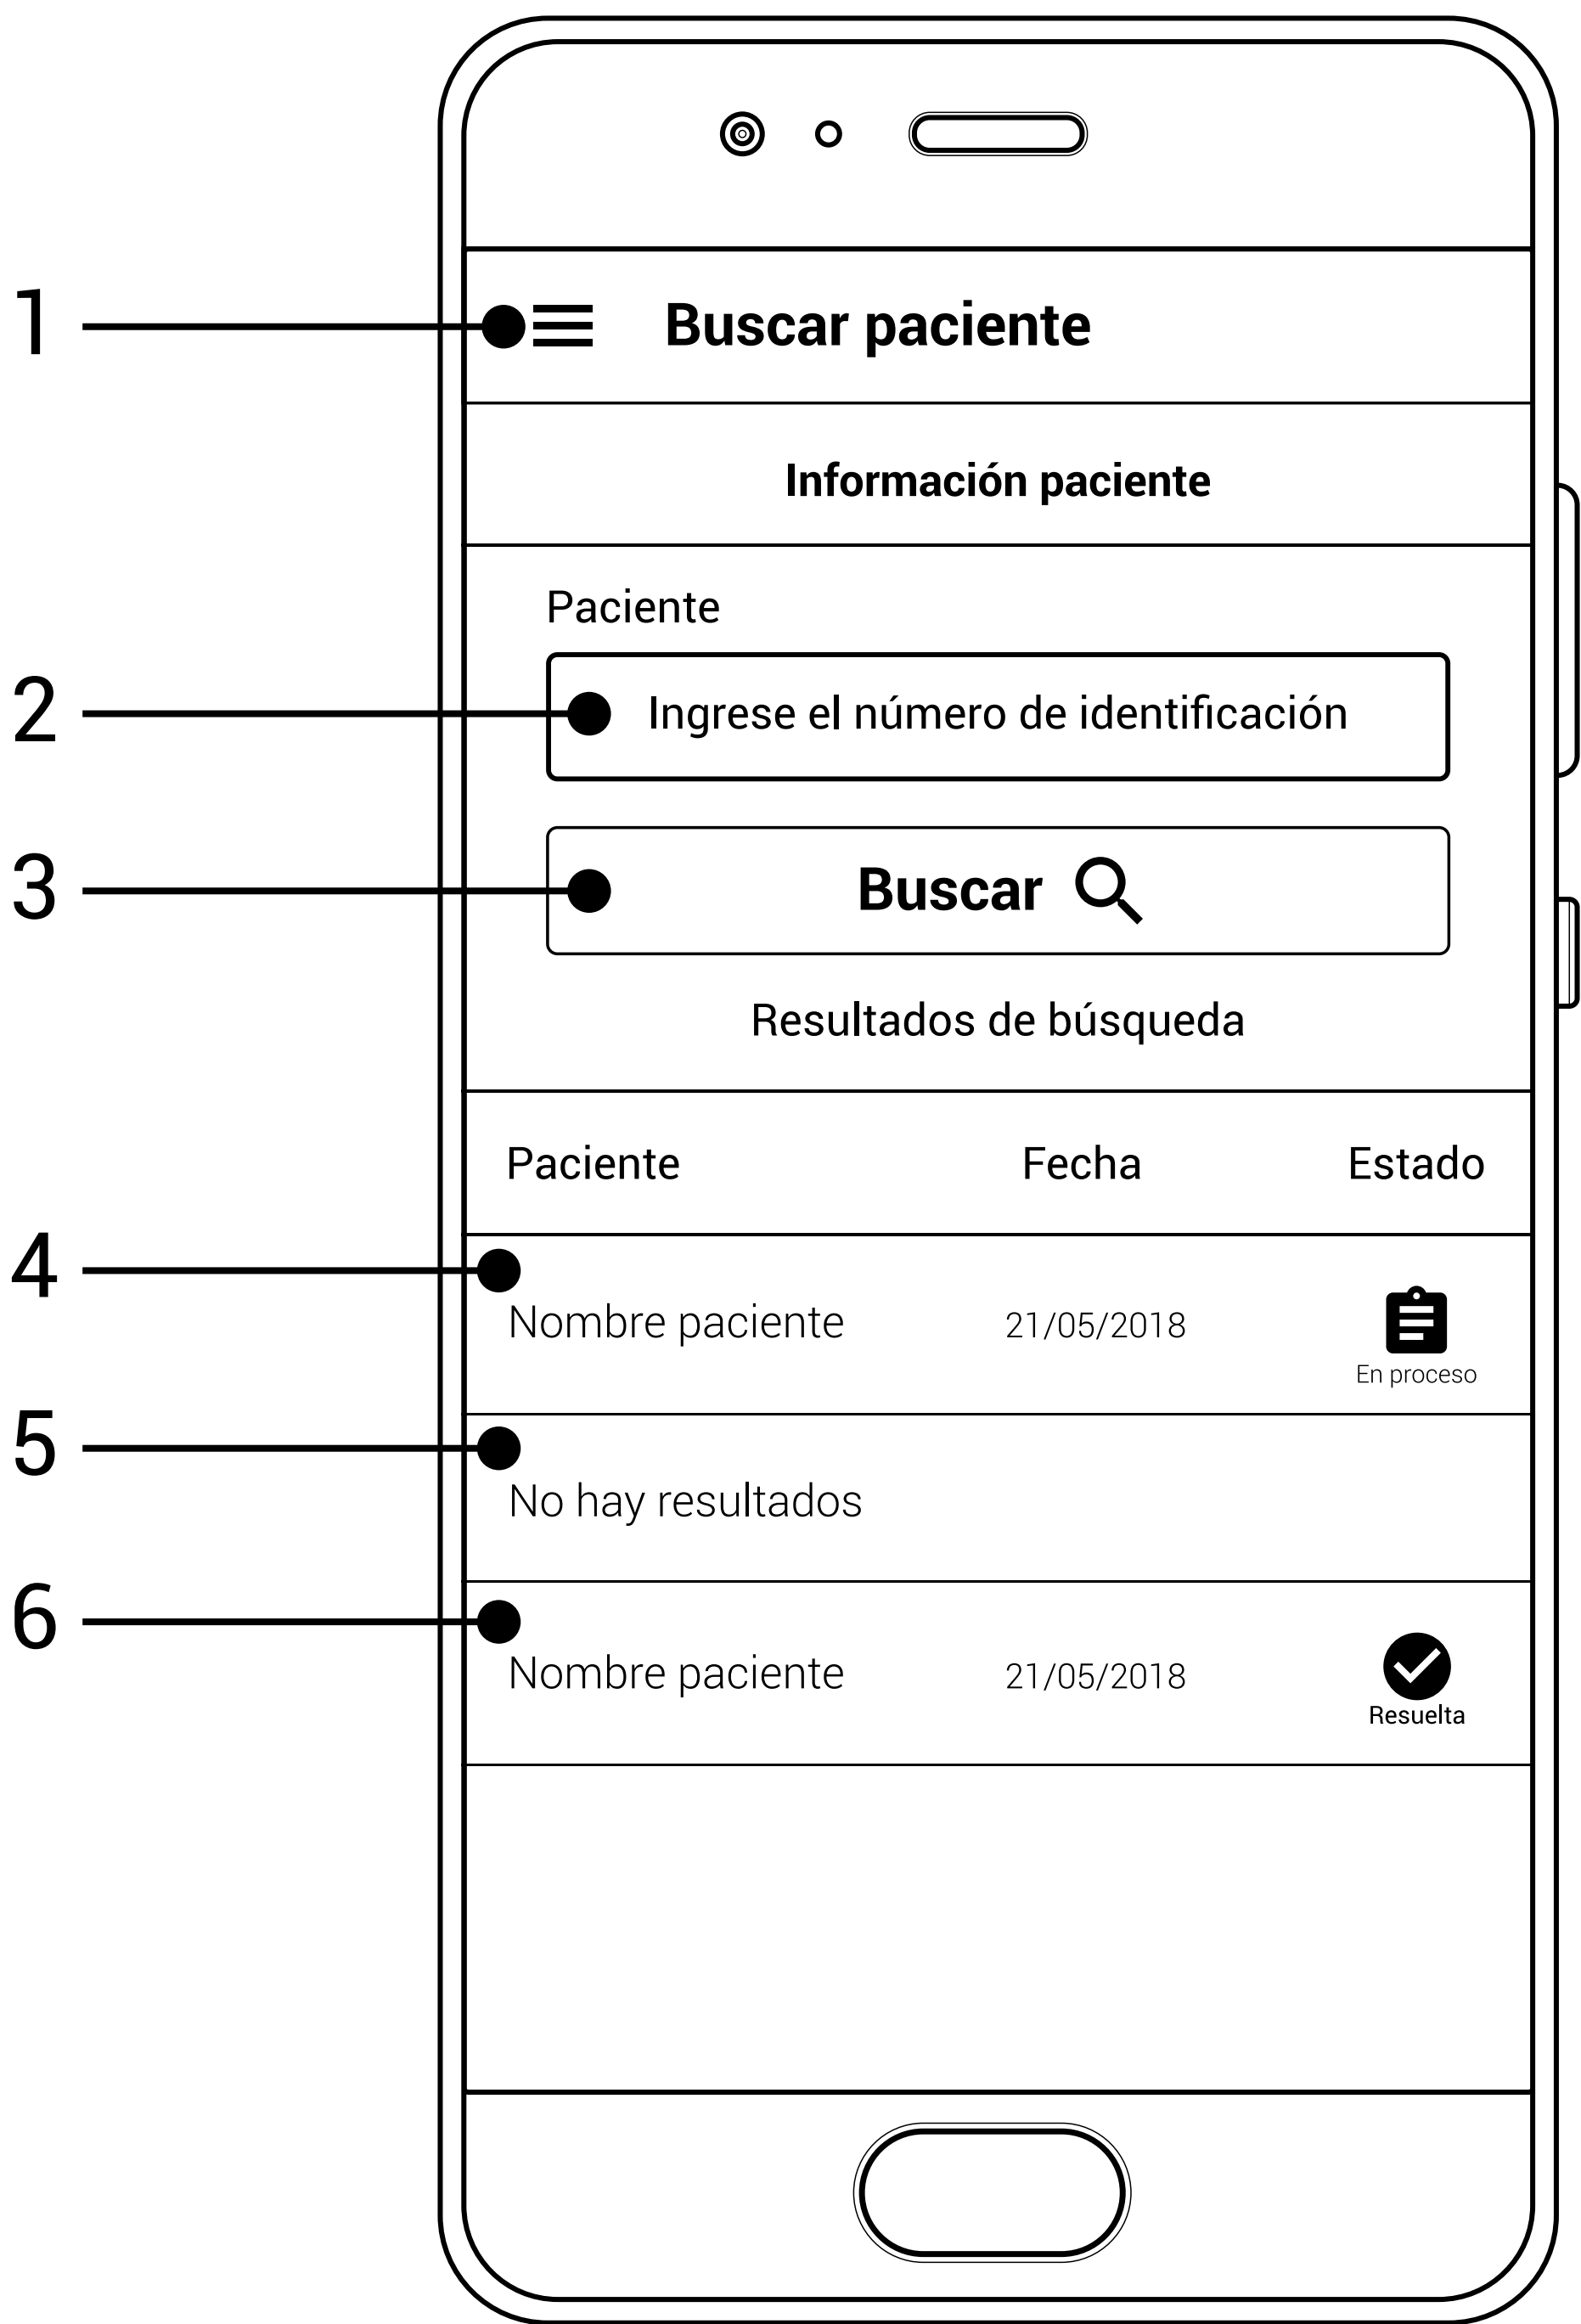 1 Buscar paciente
Información paciente
Paciente
2 Ingrese el número de identificación
3 Buscar
Resultados de búsqueda
Paciente Fecha Estado
4 Nombre paciente 21/05/2018
En proceso
5 No hay resultados
6 Nombre paciente 21/05/2018
Resuelta